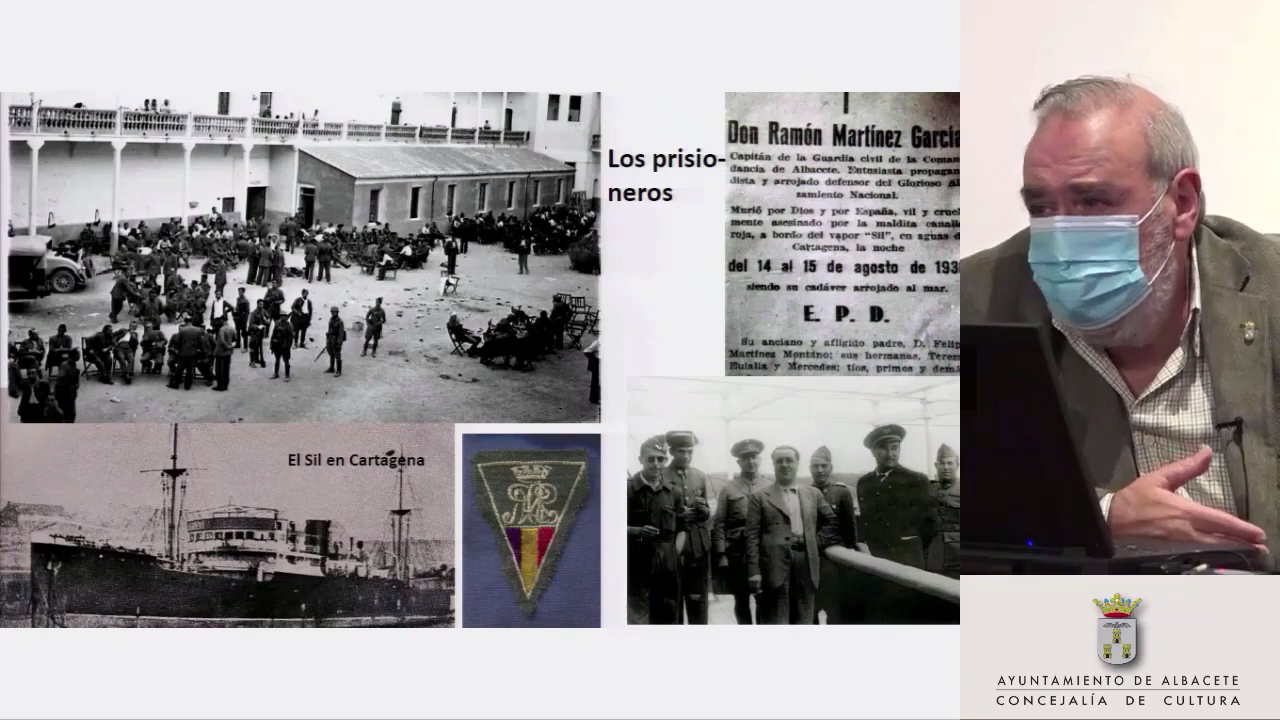 Los prisio-
neros
Don Ramón Martínez García
Capitán de la Guardia civil de la Coman
dancia de Albacete. Entusiasta propagan
dista y arrojado defensor del Glorioso Al
zamiento Nacional.
Murió por Dios y por España, vil y cruel
mente asesinado por la maldita canalla
roja, a bordo del vapor "Sil", en aguas d
Cartagena, la noche
del 14 al 15 de agosto de 193
siendo su cadáver arrojado al mar.
E. P. D.
Su anciano y afligido padre, D. Felip
Martínez Montano; sus hermanas, Teres
Eulalia y Mercedes; tíos, primos y demá
El Sil en Cartagena
AYUNTAMIENTO DE ALBACETE
CONCEJALÍA DE CULTURA